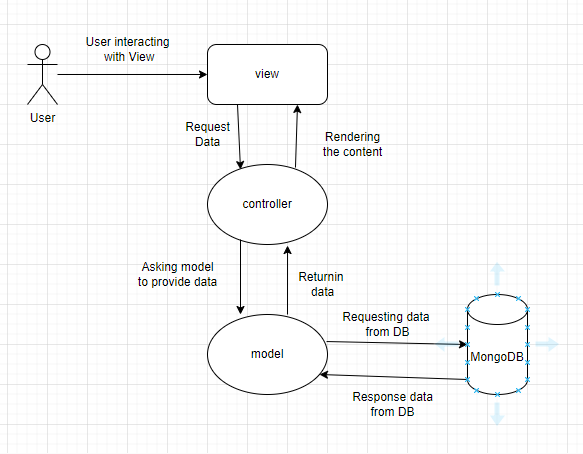 User interacting
with View
view
User
Request
Data
Rendering
the content
controller
Asking model
to provide data
Returnin
data
Requesting data
from DB
model
MongoDB
Response data
from DB